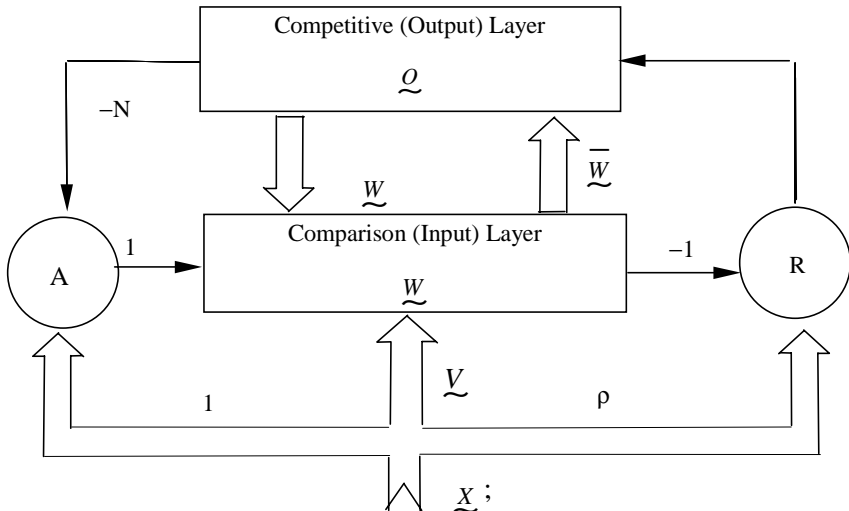 Competitive (Output) Layer
O
−N
W
W
1
Comparison (Input) Layer
−1
A
W
R
V
1
ρ
X ;